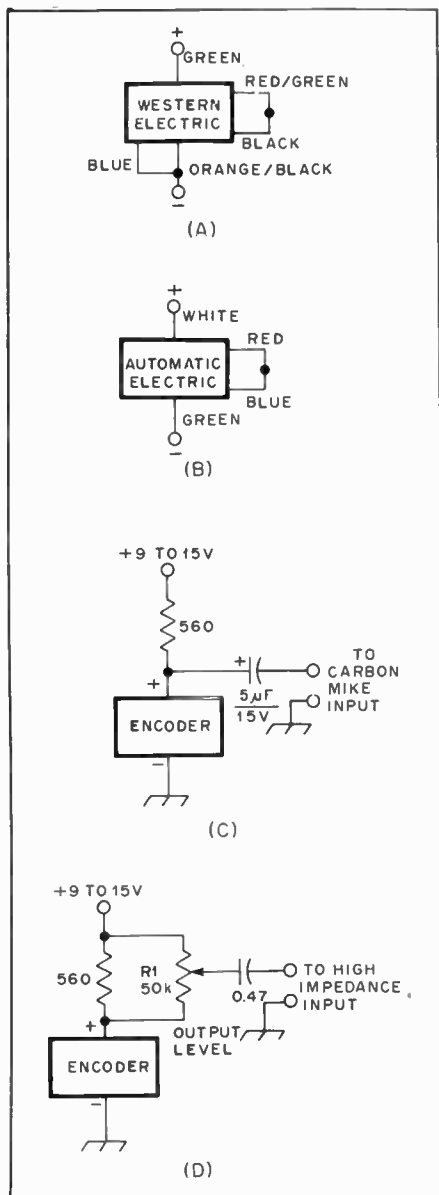 +
GREEN
RED/GREEN
WESTERN
ELECTRIC
BLACK
BLUE
ORANGE/BLACK
−
(A)
+
WHITE
RED
AUTOMATIC
ELECTRIC
BLUE
GREEN
−
(B)
+9 TO 15V
560
TO
CARBON
MIKE
INPUT
+
5µF
15V
+
ENCODER
−
(C)
+9 TO 15V
560
R1
50k
0.47
TO HIGH
IMPEDANCE
INPUT
+
OUTPUT
LEVEL
ENCODER
−
(D)